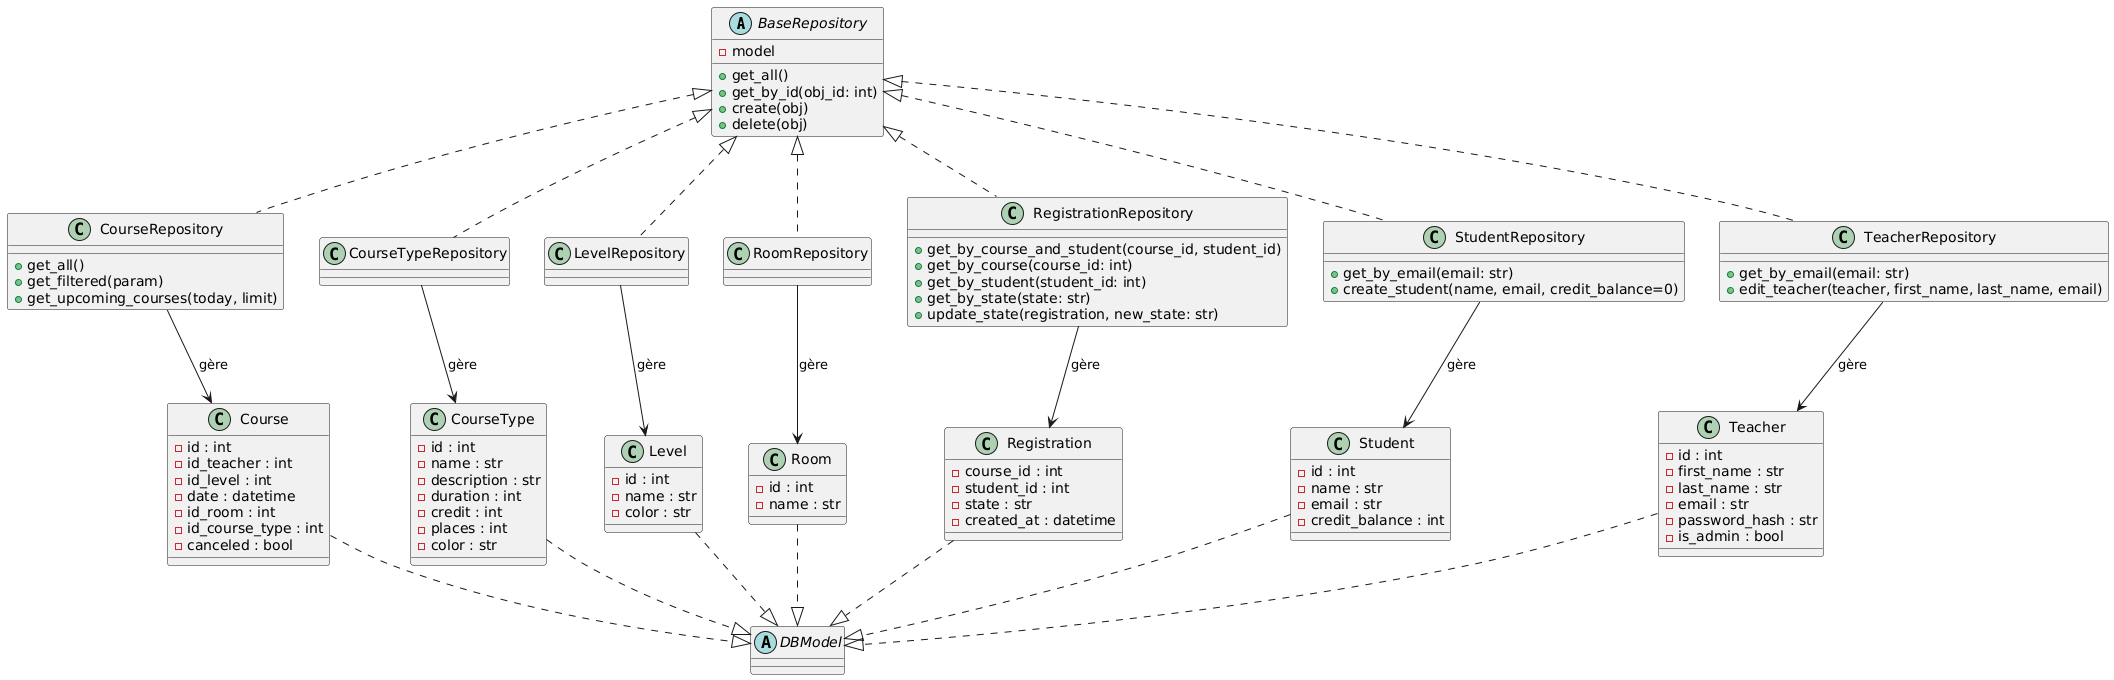 A BaseRepository
model
get_all()
get_by_id(obj_id: int)
create(obj)
delete(obj)
C CourseRepository
get_all()
get_filtered(param)
get_upcoming_courses(today, limit)
C CourseTypeRepository
C LevelRepository
C RoomRepository
C RegistrationRepository
get_by_course_and_student(course_id, student_id)
get_by_course(course_id: int)
get_by_student(student_id: int)
get_by_state(state: str)
update_state(registration, new_state: str)
C StudentRepository
get_by_email(email: str)
create_student(name, email, credit_balance=0)
C TeacherRepository
get_by_email(email: str)
edit_teacher(teacher, first_name, last_name, email)
gère
gère
gère
gère
gère
gère
gère
C Course
id : int
id_teacher : int
id_level : int
date : datetime
id_room : int
id_course_type : int
canceled : bool
C CourseType
id : int
name : str
description : str
duration : int
credit : int
places : int
color : str
C Level
id : int
name : str
color : str
C Room
id : int
name : str
C Registration
course_id : int
student_id : int
state : str
created_at : datetime
C Student
id : int
name : str
email : str
credit_balance : int
C Teacher
id : int
first_name : str
last_name : str
email : str
password_hash : str
is_admin : bool
A DBModel